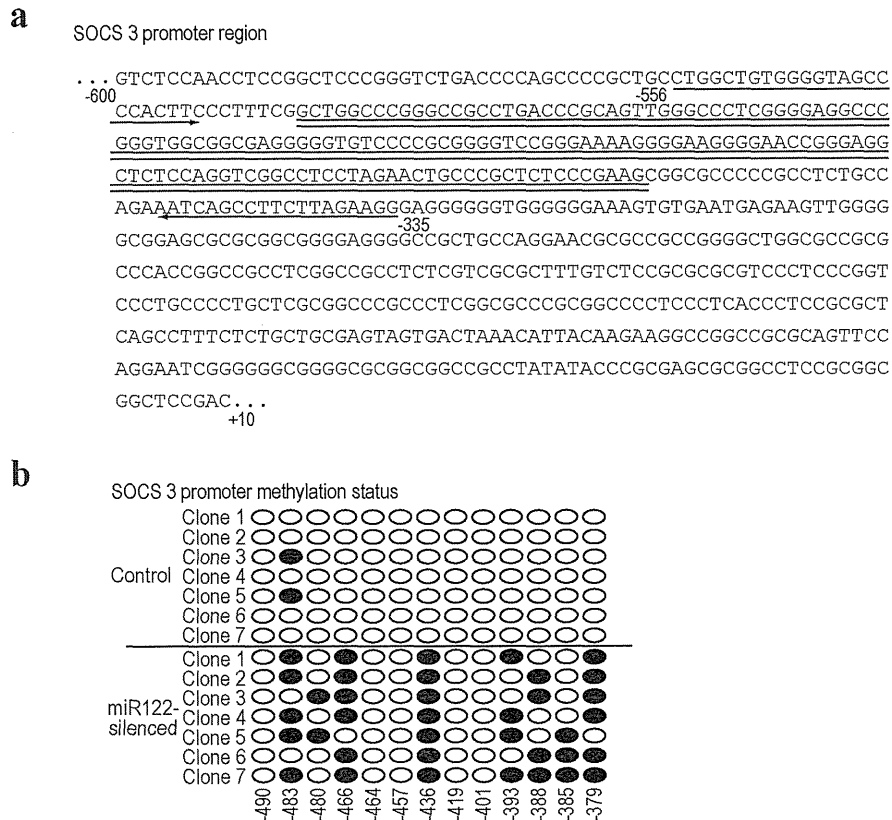 a
SOCS 3 promoter region
...GTCTCCAACCTCCGGCTCCCGGGTCTGACCCCAGCCCCGCTGCCTGGCTGTGGGGTAGCC
-600
-556
CCACTTCCCTTTCGGCTGGCCCGGGCCGCCTGACCCGCAGTTGGGCCCTCGGGGAGGCCC
GGGTGGCGGCGAGGGGGTGTCCCCGCGGGGTCCGGGAAAAGGGGAAGGGGAACCGGGAGG
CTCTCCAGGTCGGCCTCCTAGAACTGCCCGCTCTCCCGAAGCGGCGCCCCCGCCTCTGCC
AGAAATCAGCCTTCTTAGAAGGGAGGGGGGTGGGGGGAAAGTGTGAATGAGAAGTTGGGG
-335
GCGGAGCGCGCGGCGGGGAGGGGCCGCTGCCAGGAACGCGCCGCCGGGGCTGGCGCCGCG
CCCACCGGCCGCCTCGGCCGCCTCTCGTCGCGCTTTGTCTCCGCGCGCGTCCCTCCCGGT
CCCTGCCCCTGCTCGCGGCCCGCCCTCGGCGCCCGCGGCCCCTCCCTCACCCTCCGCGCT
CAGCCTTTCTCTGCTGCGAGTAGTGACTAAACATTACAAGAAGGCCGGCCGCGCAGTTCC
AGGAATCGGGGGGCGGGGCGCGGCGGCCGCCTATATACCCGCGAGCGCGGCCTCCGCGGC
GGCTCCGAC...
+10
b
SOCS 3 promoter methylation status
Control
Clone 1
Clone 2
Clone 3
Clone 4
Clone 5
Clone 6
Clone 7
miR122-
silenced
Clone 1
Clone 2
Clone 3
Clone 4
Clone 5
Clone 6
Clone 7
-490 -483 -480 -466 -464 -457 -436 -419 -401 -393 -388 -385 -379